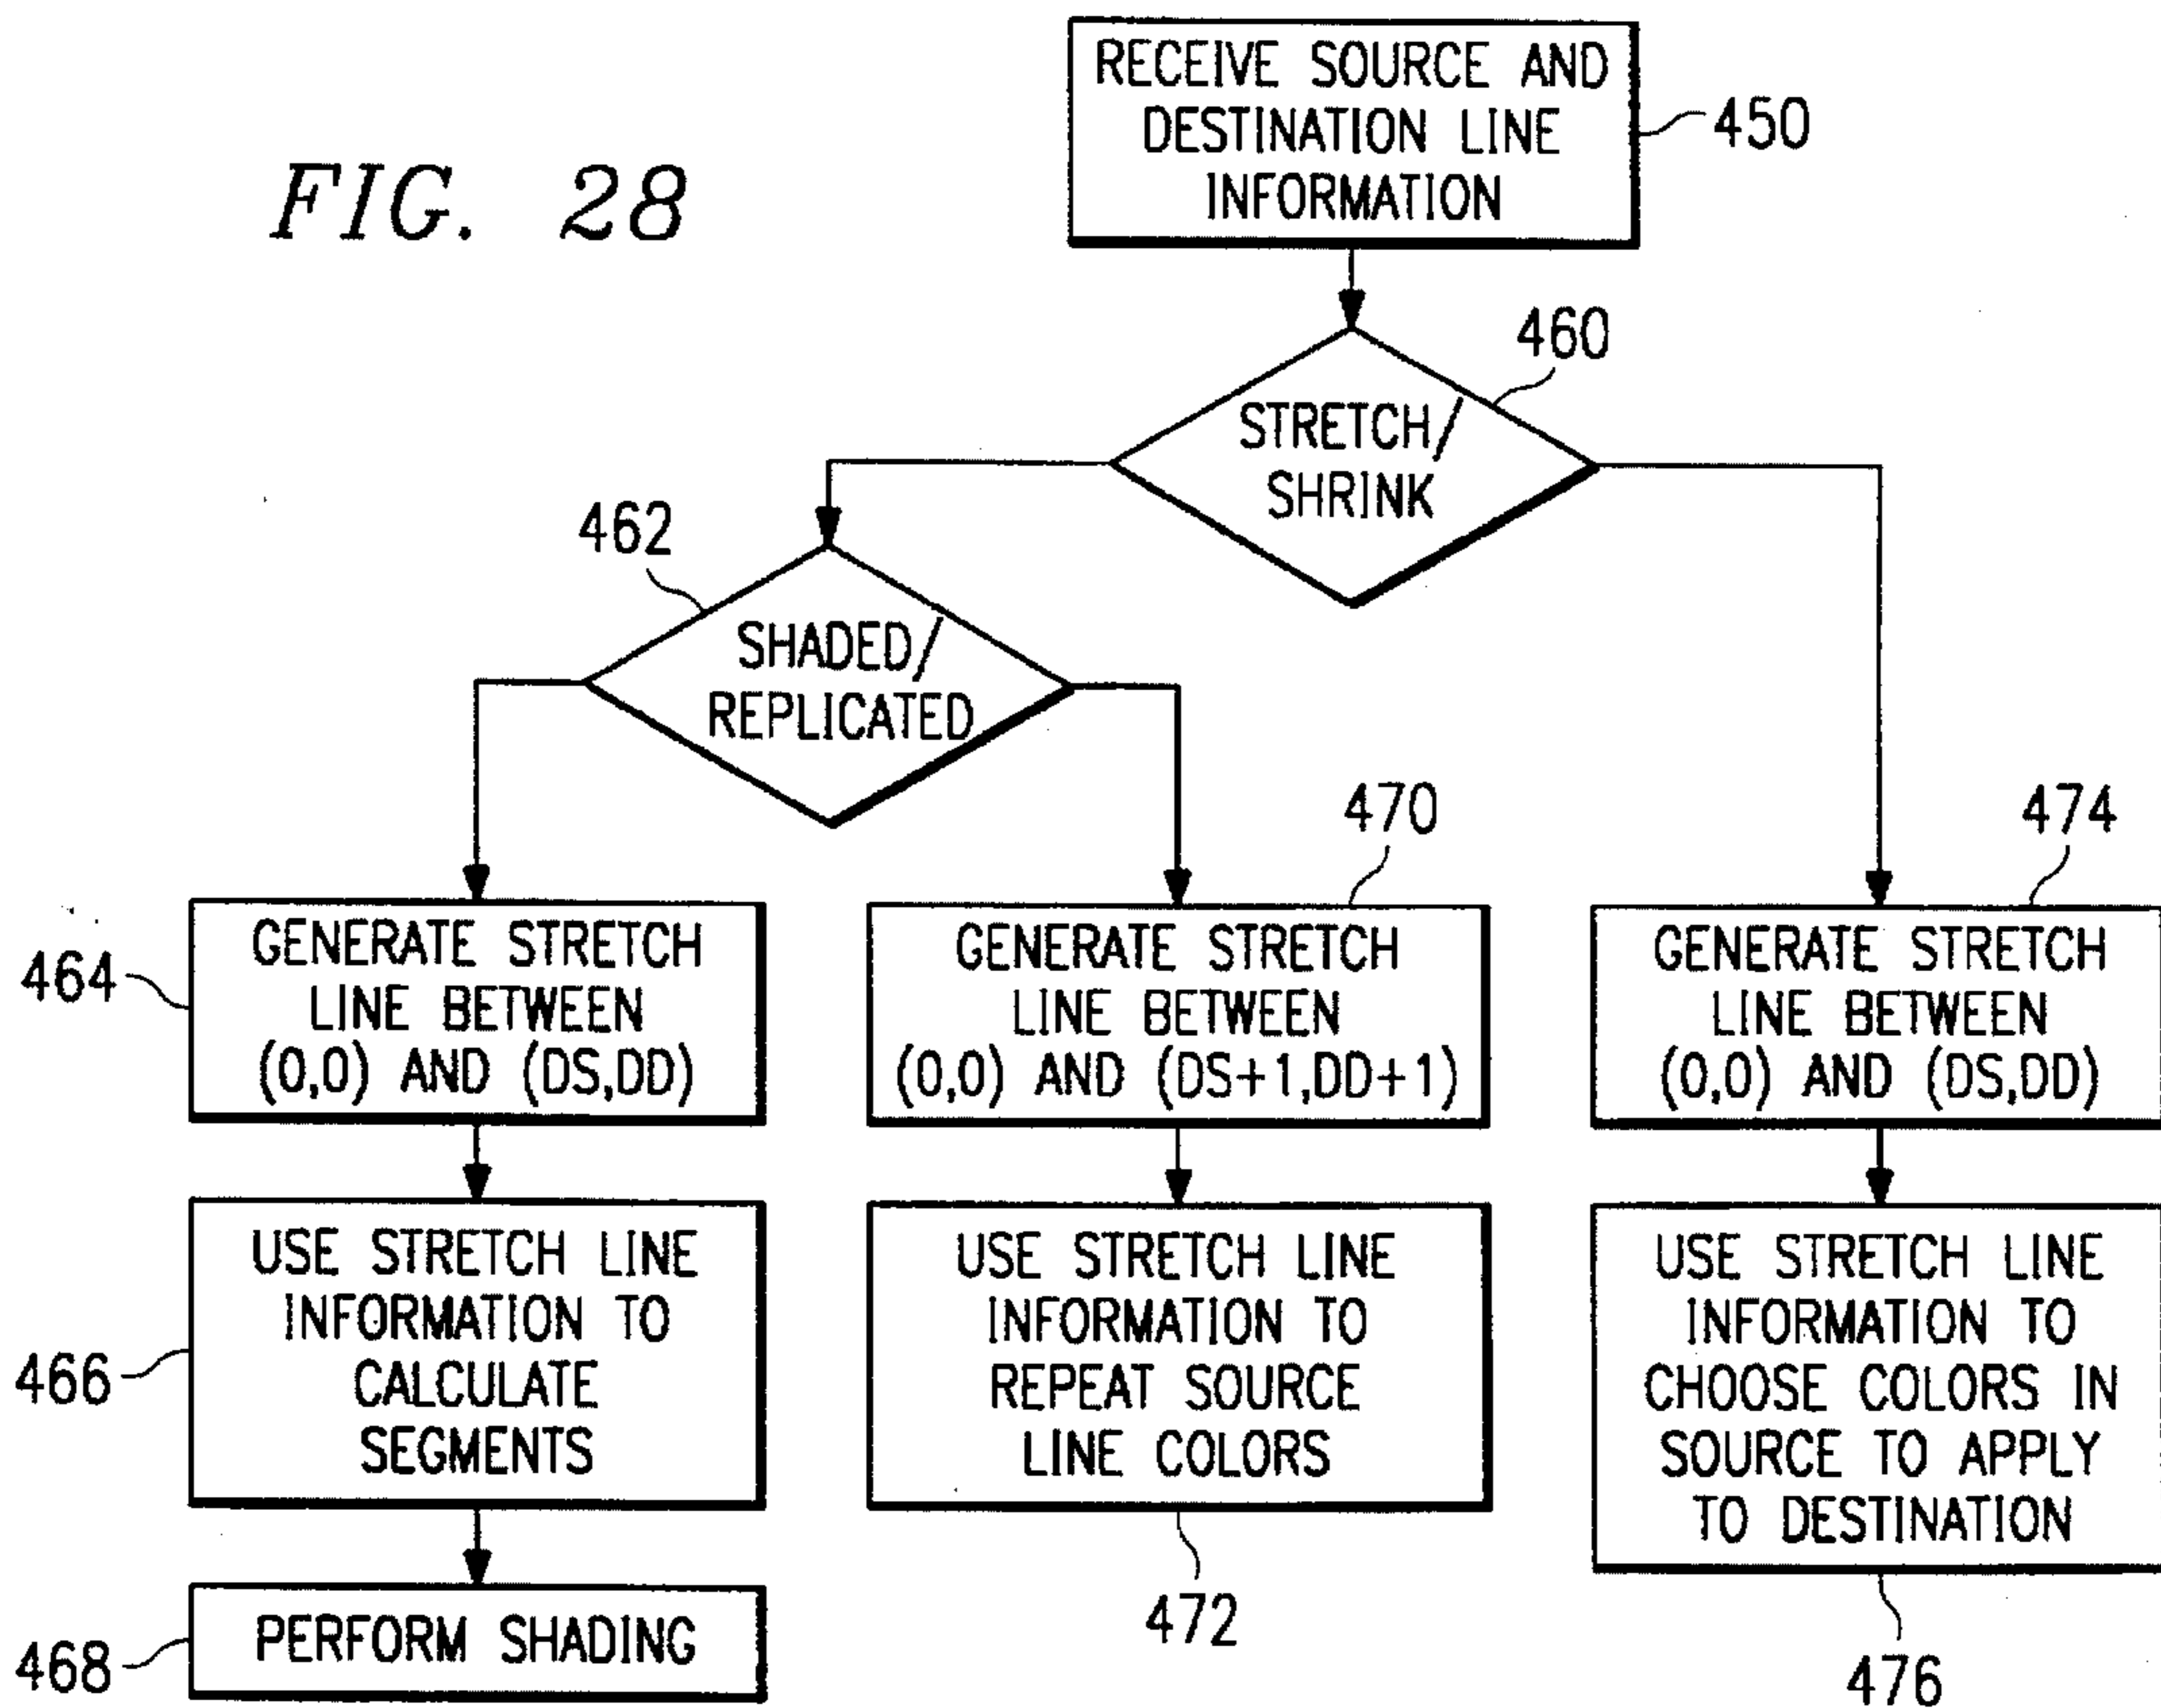 FIG. 28
RECEIVE SOURCE AND
DESTINATION LINE
INFORMATION
450
STRETCH/
SHRINK
460
SHADED/
REPLICATED
462
GENERATE STRETCH
LINE BETWEEN
(0,0) AND (DS,DD)
464
GENERATE STRETCH
LINE BETWEEN
(0,0) AND (DS+1,DD+1)
470
GENERATE STRETCH
LINE BETWEEN
(0,0) AND (DS,DD)
474
USE STRETCH LINE
INFORMATION TO
CALCULATE
SEGMENTS
466
USE STRETCH LINE
INFORMATION TO
REPEAT SOURCE
LINE COLORS
472
USE STRETCH LINE
INFORMATION TO
CHOOSE COLORS IN
SOURCE TO APPLY
TO DESTINATION
476
PERFORM SHADING
468